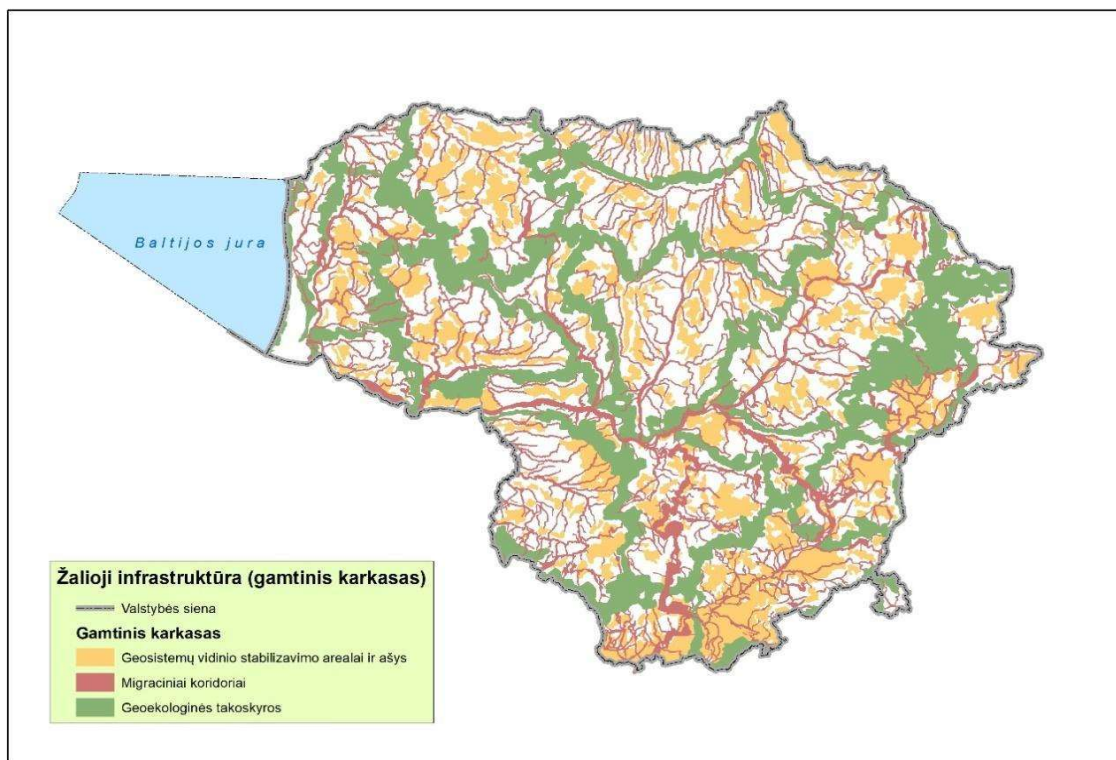 Baltijos jura
Žalioji infrastruktūra (gamtinis karkasas)
Valstybės siena
Gamtinis karkasas
Geosistemų vidinio stabilizavimo arealai ir ašys
Migraciniai koridoriai
Geoekologinės takoskyros